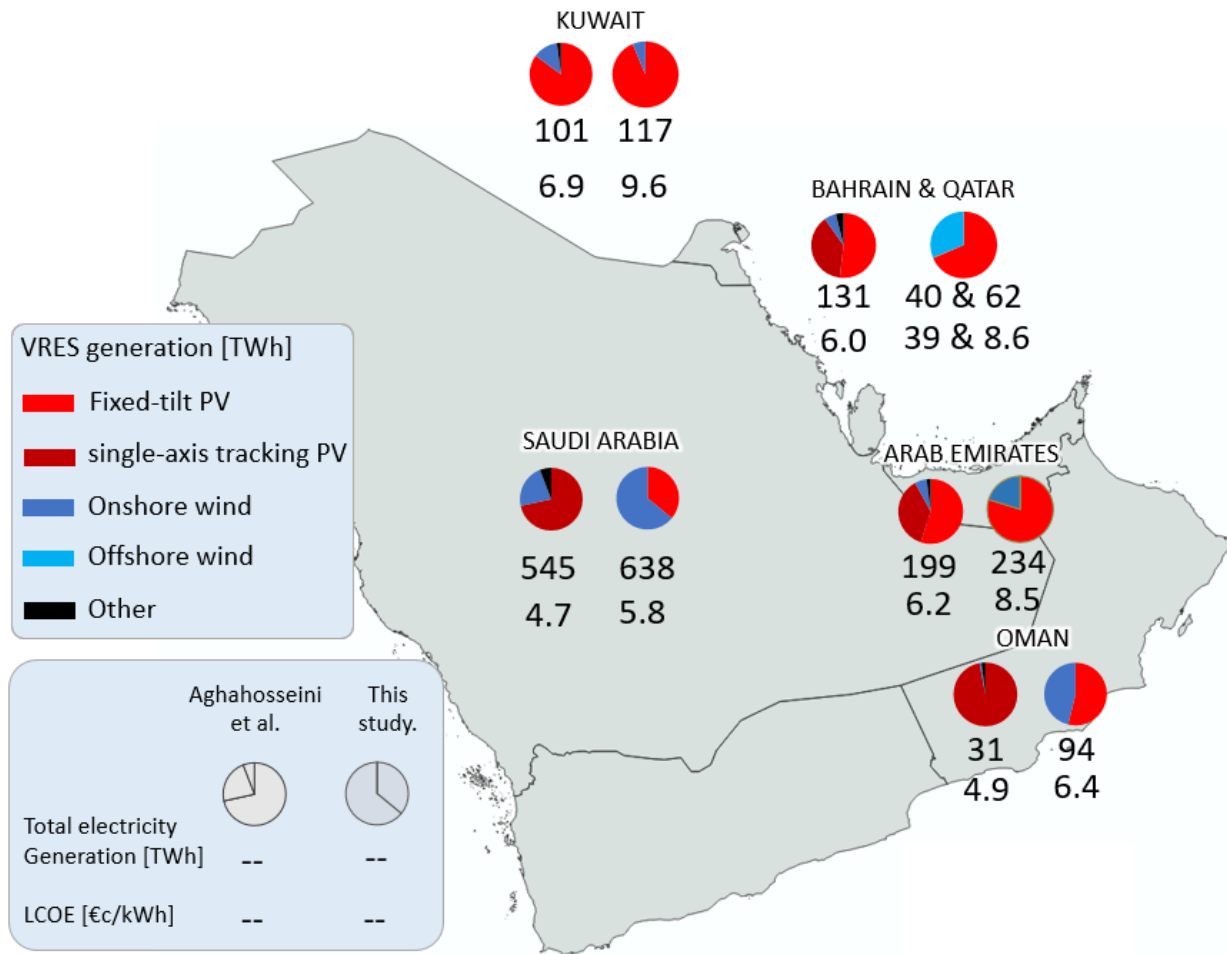 KUWAIT
101 117
6.9 9.6
BAHRAIN & QATAR
131 40 & 62
6.0 39 & 8.6
VRES generation [TWh]
Fixed-tilt PV
single-axis tracking PV
Onshore wind
Offshore wind
Other
SAUDI ARABIA
545 638
4.7 5.8
ARAB EMIRATES
199 234
6.2 8.5
OMAN
31 94
4.9 6.4
Aghahosseini This
et al. study.
Total electricity
Generation [TWh] -- --
LCOE [€c/kWh] -- --